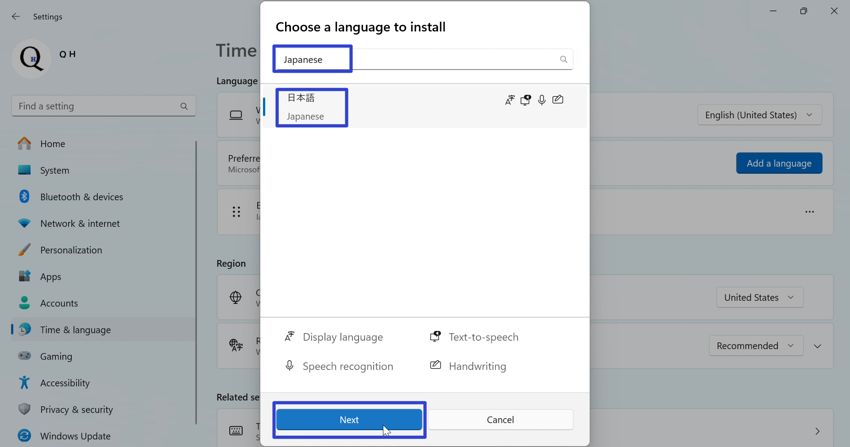 Settings
Q H
Find a setting
Home
System
Bluetooth & devices
Network & internet
Personalization
Apps
Accounts
Time & language
Gaming
Accessibility
Privacy & security
Windows Update
Time
Language
English (United States)
Preferre
Microsof
Add a language
Region
United States
Recommended
Related se
Choose a language to install
Japanese
日本語
Japanese
Display language
Text-to-speech
Speech recognition
Handwriting
Next
Cancel